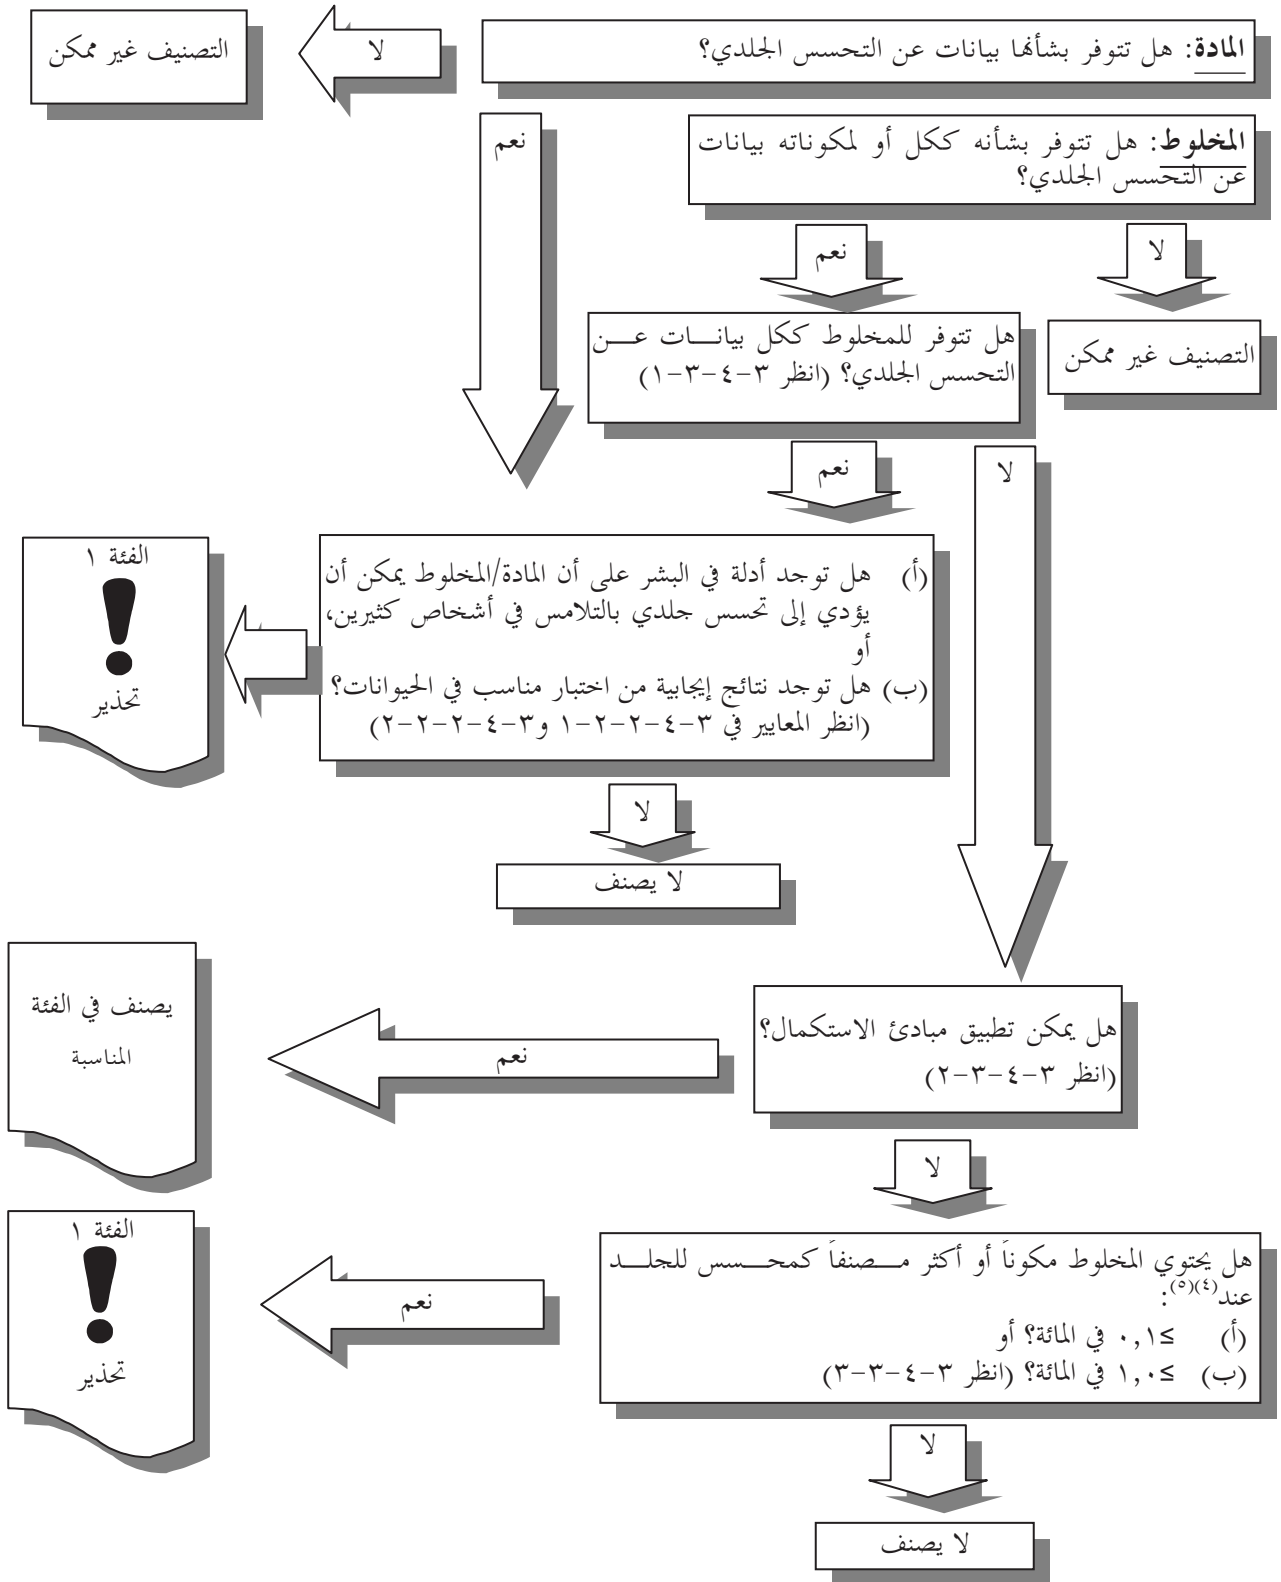 المادة: هل تتوفر بشأنها بيانات عن التحسس الجلدي؟
لا
التصنيف غير ممكن
نعم
المخلوط: هل تتوفر بشأنه ككل أو لمكوناته بيانات
عن التحسس الجلدي؟
لا
نعم
التصنيف غير ممكن
هل تتوفر للمخلوط ككل بيانـــات عـــن
التحسس الجلدي؟ (انظر ٣-٤-٣-١)
لا
نعم
(أ) هل توجد أدلة في البشر على أن المادة/المخلوط يمكن أن
يؤدي إلى تحسس جلدي بالتلامس في أشخاص كثيرين،
أو
(ب) هل توجد نتائج إيجابية من اختبار مناسب في الحيوانات؟
(انظر المعايير في ٣-٤-٢-٢-١ و٣-٤-٢-٢-٢)
الفئة ١
تحذير
لا
لا يصنف
هل يمكن تطبيق مبادئ الاستكمال؟
(انظر ٣-٤-٣-٢)
نعم
يصنف في الفئة
المناسبة
لا
هل يحتوي المخلوط مكوناً أو أكثر مـــصنفاً كمحـــسس للجلـــد
عند(٤)(٥):
(أ) ≥٠,١ في المائة؟ أو
(ب) ≥١,٠ في المائة؟ (انظر ٣-٤-٣-٣)
نعم
الفئة ١
تحذير
لا
لا يصنف